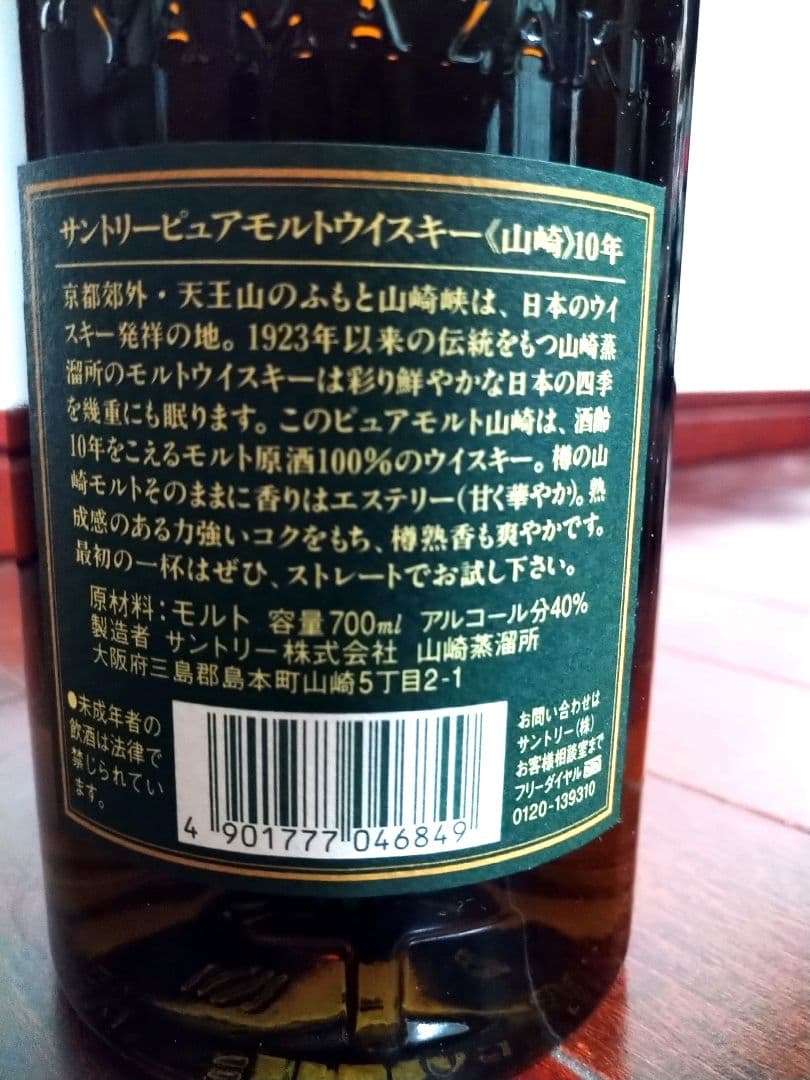 YAMAZAKI
サントリーピュアモルトウイスキー《山崎》10年
京都郊外・天王山のふもと山崎峡は、日本のウイ
スキー発祥の地。1923年以来の伝統をもつ山崎蒸
溜所のモルトウイスキーは彩り鮮やかな日本の四季
を幾重にも眠ります。このピュアモルト山崎は、酒齢
10年をこえるモルト原酒100%のウイスキー。樽の山
崎モルトそのままに香りはエステリー(甘く華やか)。熟
成感のある力強いコクをもち、樽熟香も爽やかです。
最初の一杯はぜひ、ストレートでお試し下さい。
原材料:モルト 容量700ml アルコール分40%
製造者 サントリー株式会社 山崎蒸溜所
大阪府三島郡島本町山崎5丁目2-1
●未成年者の
飲酒は法律で
禁じられてい
ます。
4 901777 046849
お問い合わせは
サントリー(株)
お客様相談室まで
フリーダイヤル
0120-139310